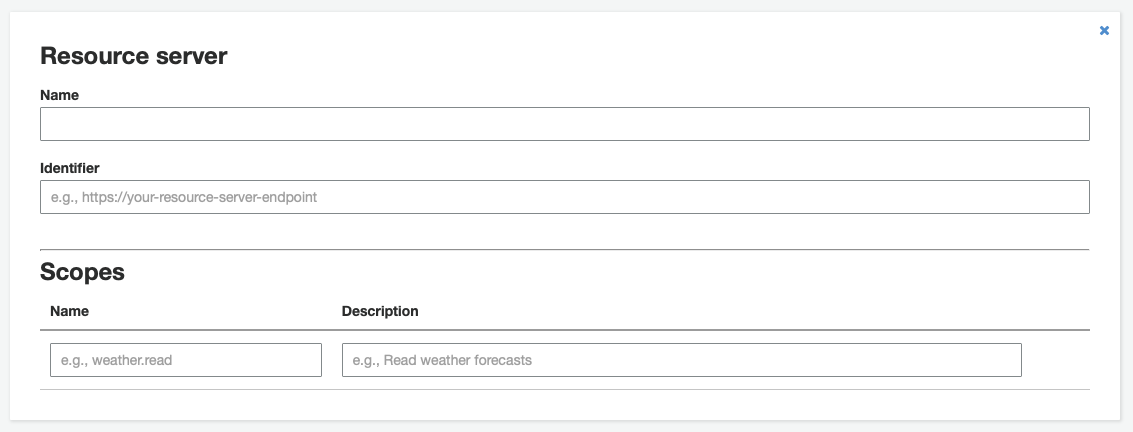 Resource server
Name
Identifier
e.g., https://your-resource-server-endpoint
Scopes
Name Description
e.g., weather.read e.g., Read weather forecasts